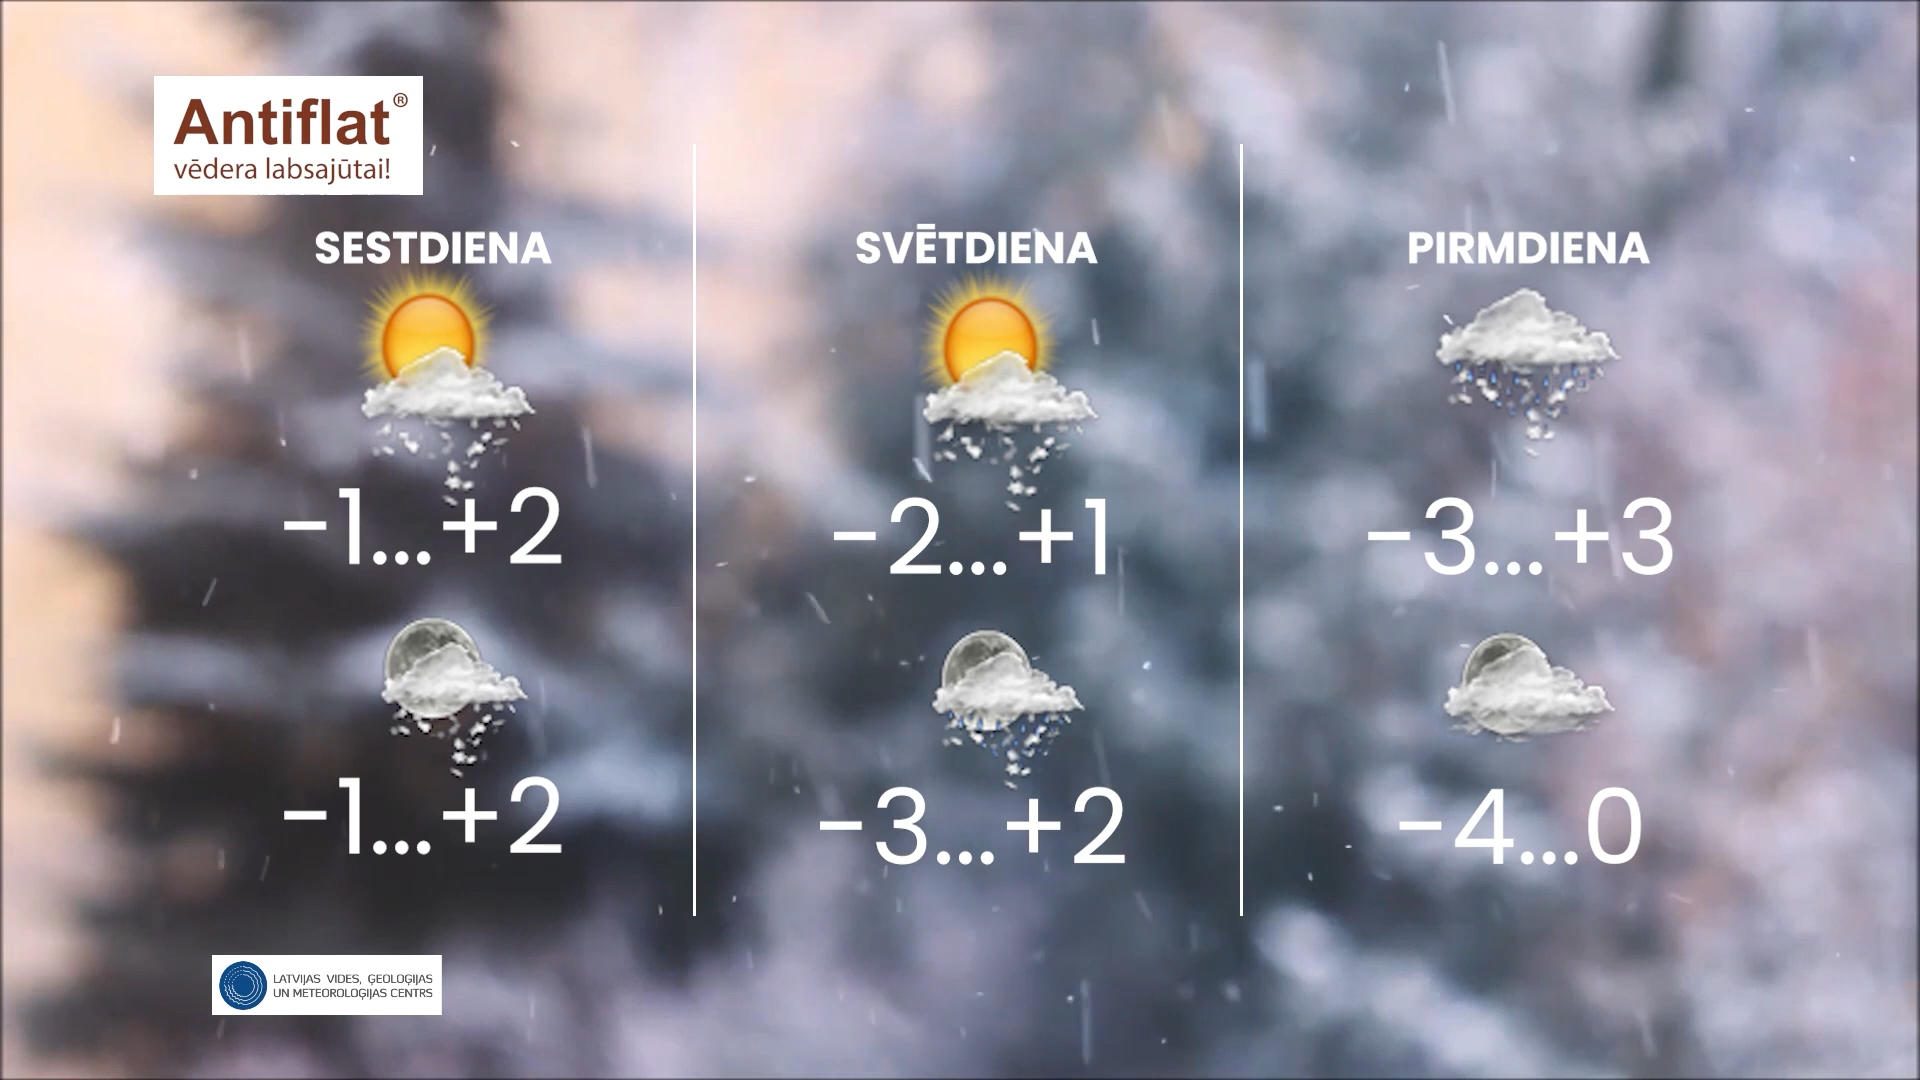 Antiflat®
vēdera labsajūtai!
SESTDIENA
-1...+2
-1...+2
SVĒTDIENA
-2...+1
-3...+2
PIRMDIENA
-3...+3
-4...0
LATVIJAS VIDES, ĢEOLOĢIJAS
UN METEOROLOĢIJAS CENTRS